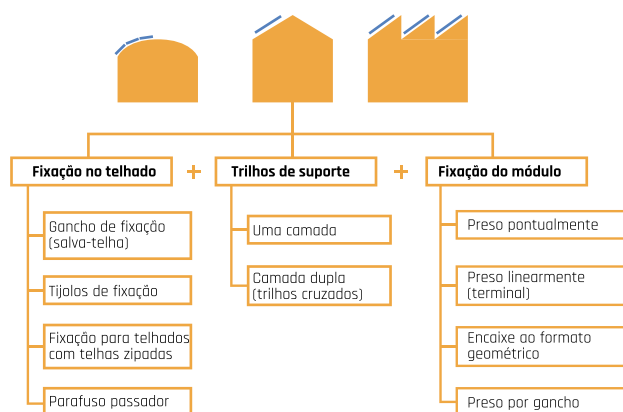 Fixação no telhado
+
Trilhos de suporte
+
Fixação do módulo
Gancho de fixação
(salva-telha)
Tijolos de fixação
Fixação para telhados
com telhas zipadas
Parafuso passador
Uma camada
Camada dupla
(trilhos cruzados)
Preso pontualmente
Preso linearmente
(terminal)
Encaixe ao formato
geométrico
Preso por gancho